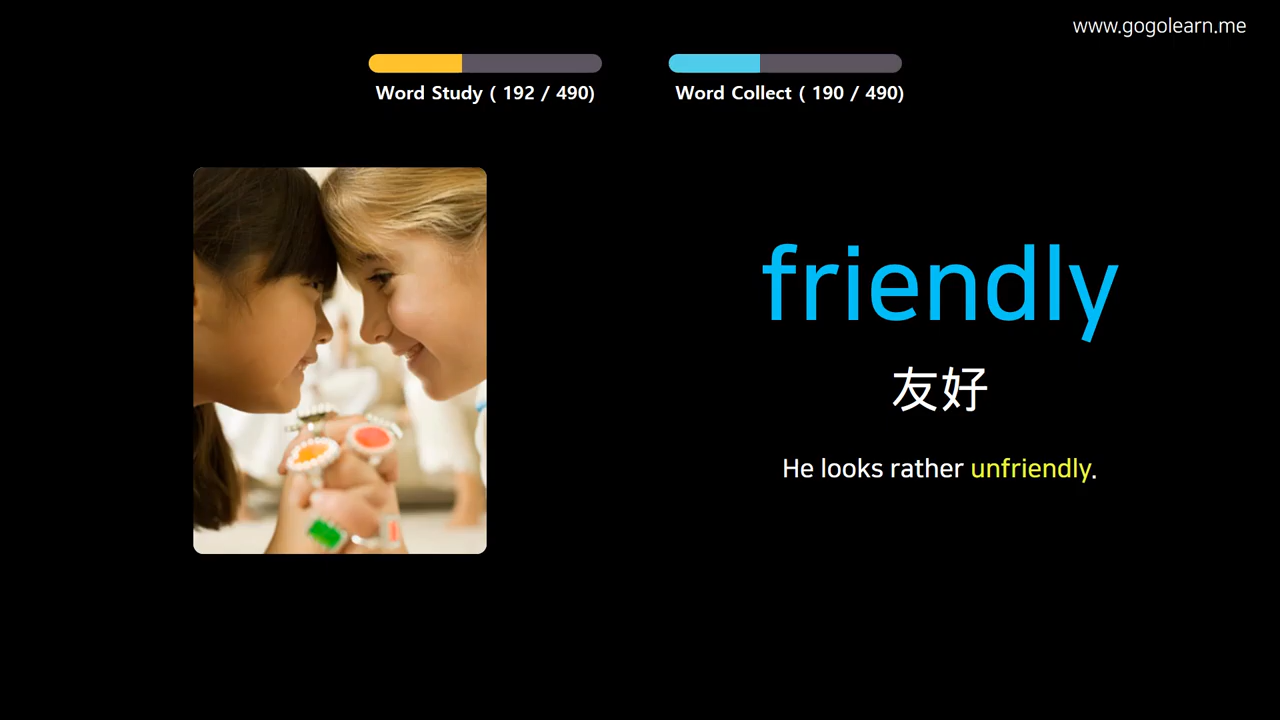 www.gogolearn.me
Word Study ( 192 / 490)
Word Collect ( 190 / 490)
friendly
友好
He looks rather unfriendly.